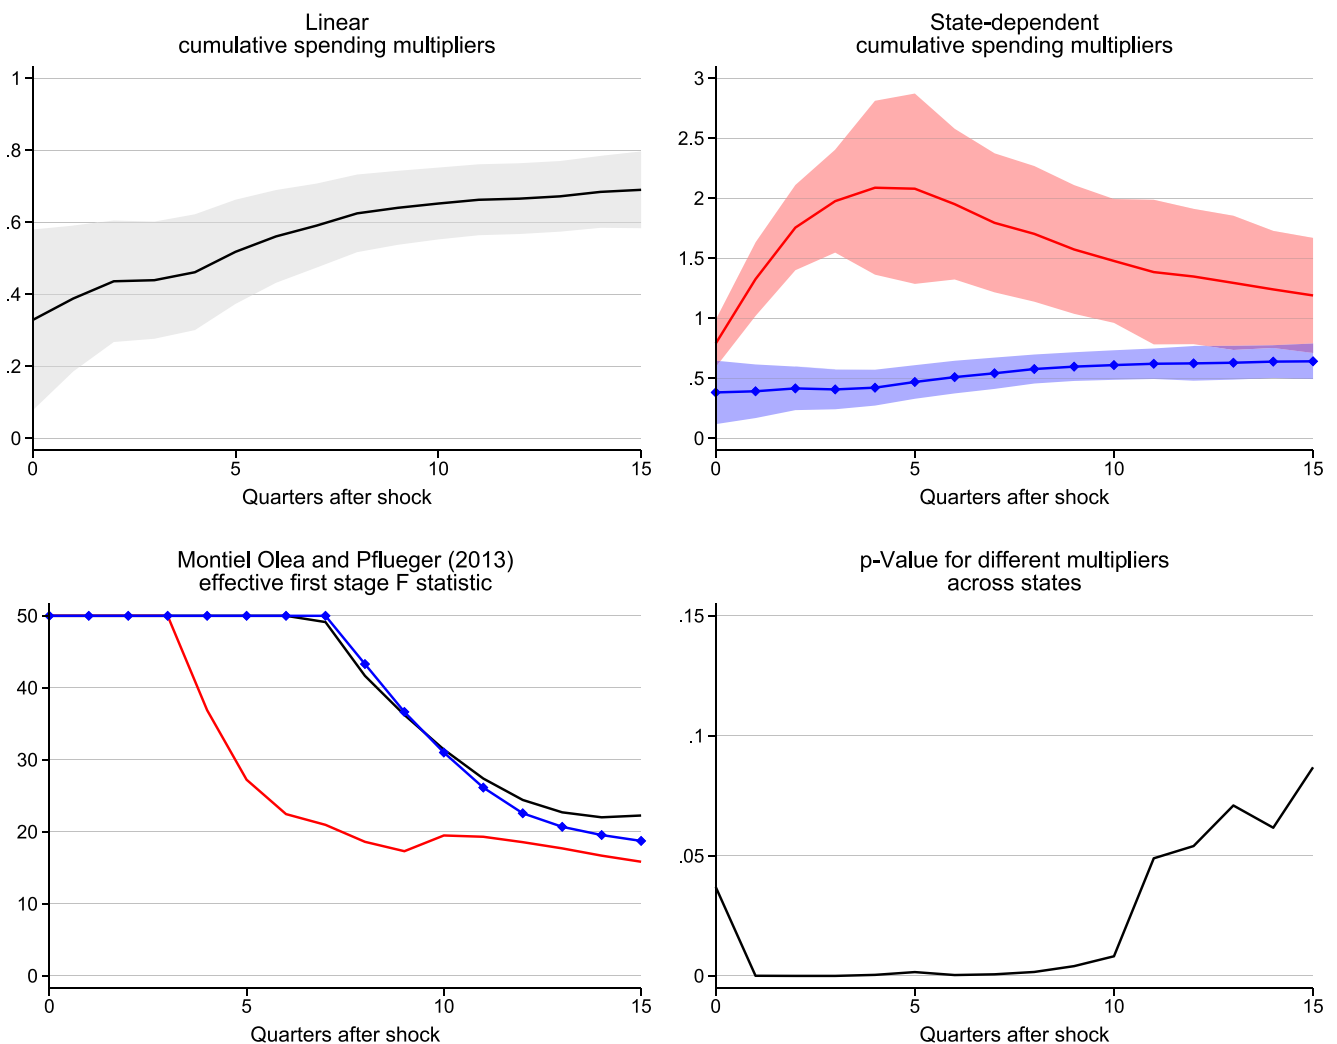 Linear
cumulative spending multipliers
1
.8
.6
.4
.2
0
0 5 10 15
Quarters after shock
State-dependent
cumulative spending multipliers
3
2.5
2
1.5
1
.5
0
0 5 10 15
Quarters after shock
Montiel Olea and Pflueger (2013)
effective first stage F statistic
50
40
30
20
10
0
0 5 10 15
Quarters after shock
p-Value for different multipliers
across states
.15
.1
.05
0
0 5 10 15
Quarters after shock